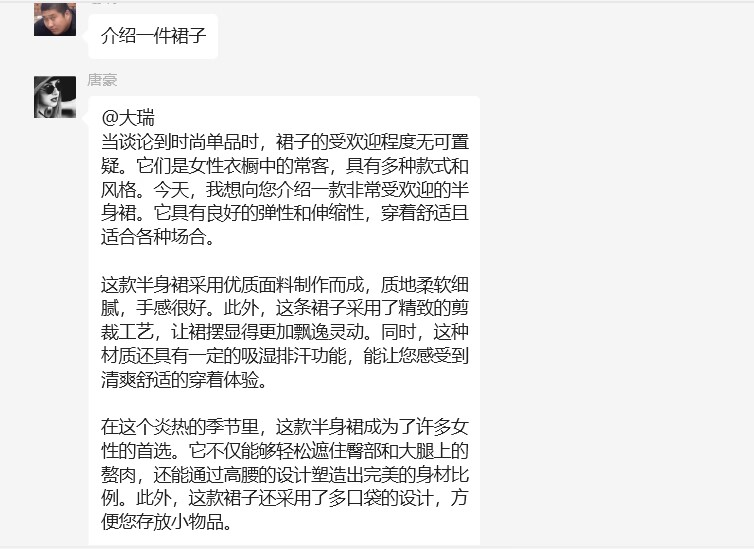 介绍一件裙子
唐豪
@大瑞
当谈论到时尚单品时，裙子的受欢迎程度无可置
疑。它们是女性衣橱中的常客，具有多种款式和
风格。今天，我想向您介绍一款非常受欢迎的半
身裙。它具有良好的弹性和伸缩性，穿着舒适且
适合各种场合。
这款半身裙采用优质面料制作而成，质地柔软细
腻，手感很好。此外，这条裙子采用了精致的剪
裁工艺，让裙摆显得更加飘逸灵动。同时，这种
材质还具有一定的吸湿排汗功能，能让您感受到
清爽舒适的穿着体验。
在这个炎热的季节里，这款半身裙成为了许多女
性的首选。它不仅能够轻松遮住臀部和大腿上的
赘肉，还能通过高腰的设计塑造出完美的身材比
例。此外，这款裙子还采用了多口袋的设计，方
便您存放小物品。